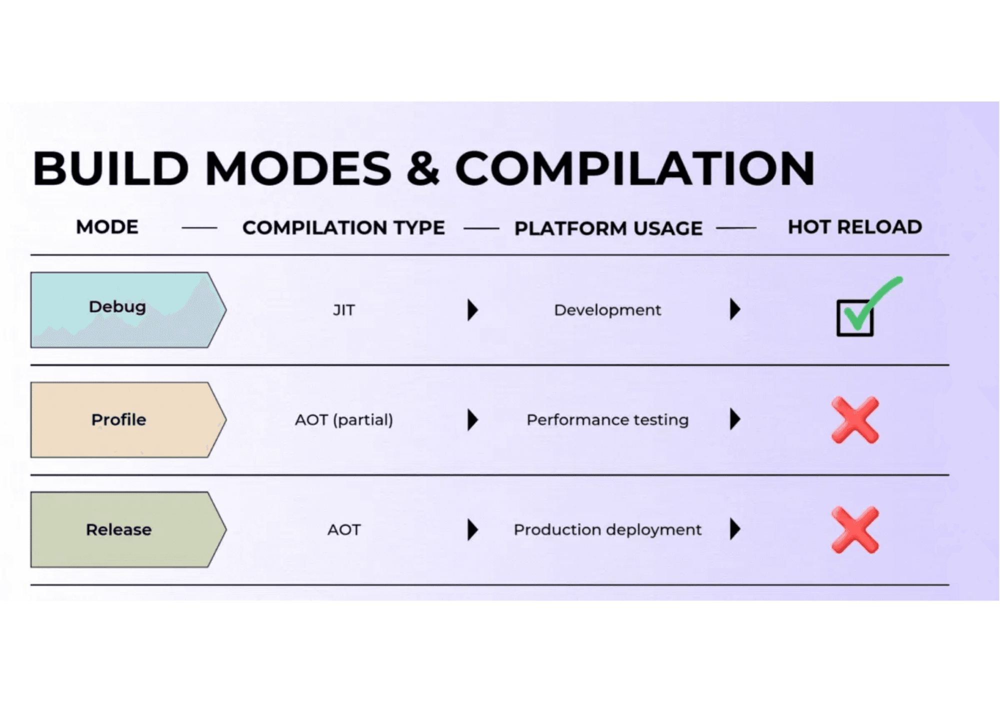 BUILD MODES & COMPILATION
MODE — COMPILATION TYPE — PLATFORM USAGE — HOT RELOAD
Debug JIT Development
Profile AOT (partial) Performance testing
Release AOT Production deployment